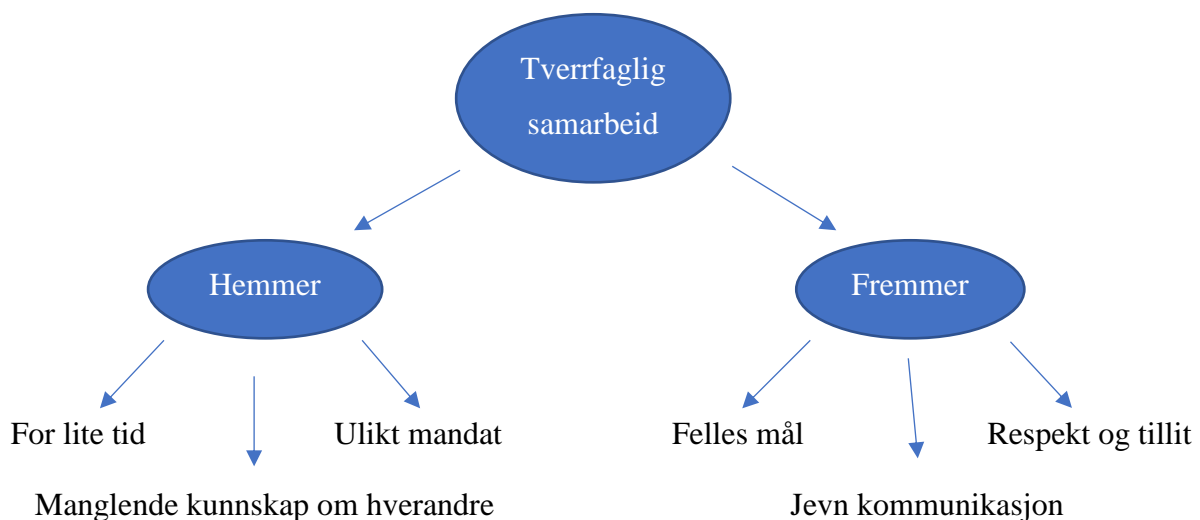 Tverrfaglig
samarbeid
Hemmer
Fremmer
For lite tid
Ulikt mandat
Felles mål
Respekt og tillit
Manglende kunnskap om hverandre
Jevn kommunikasjon